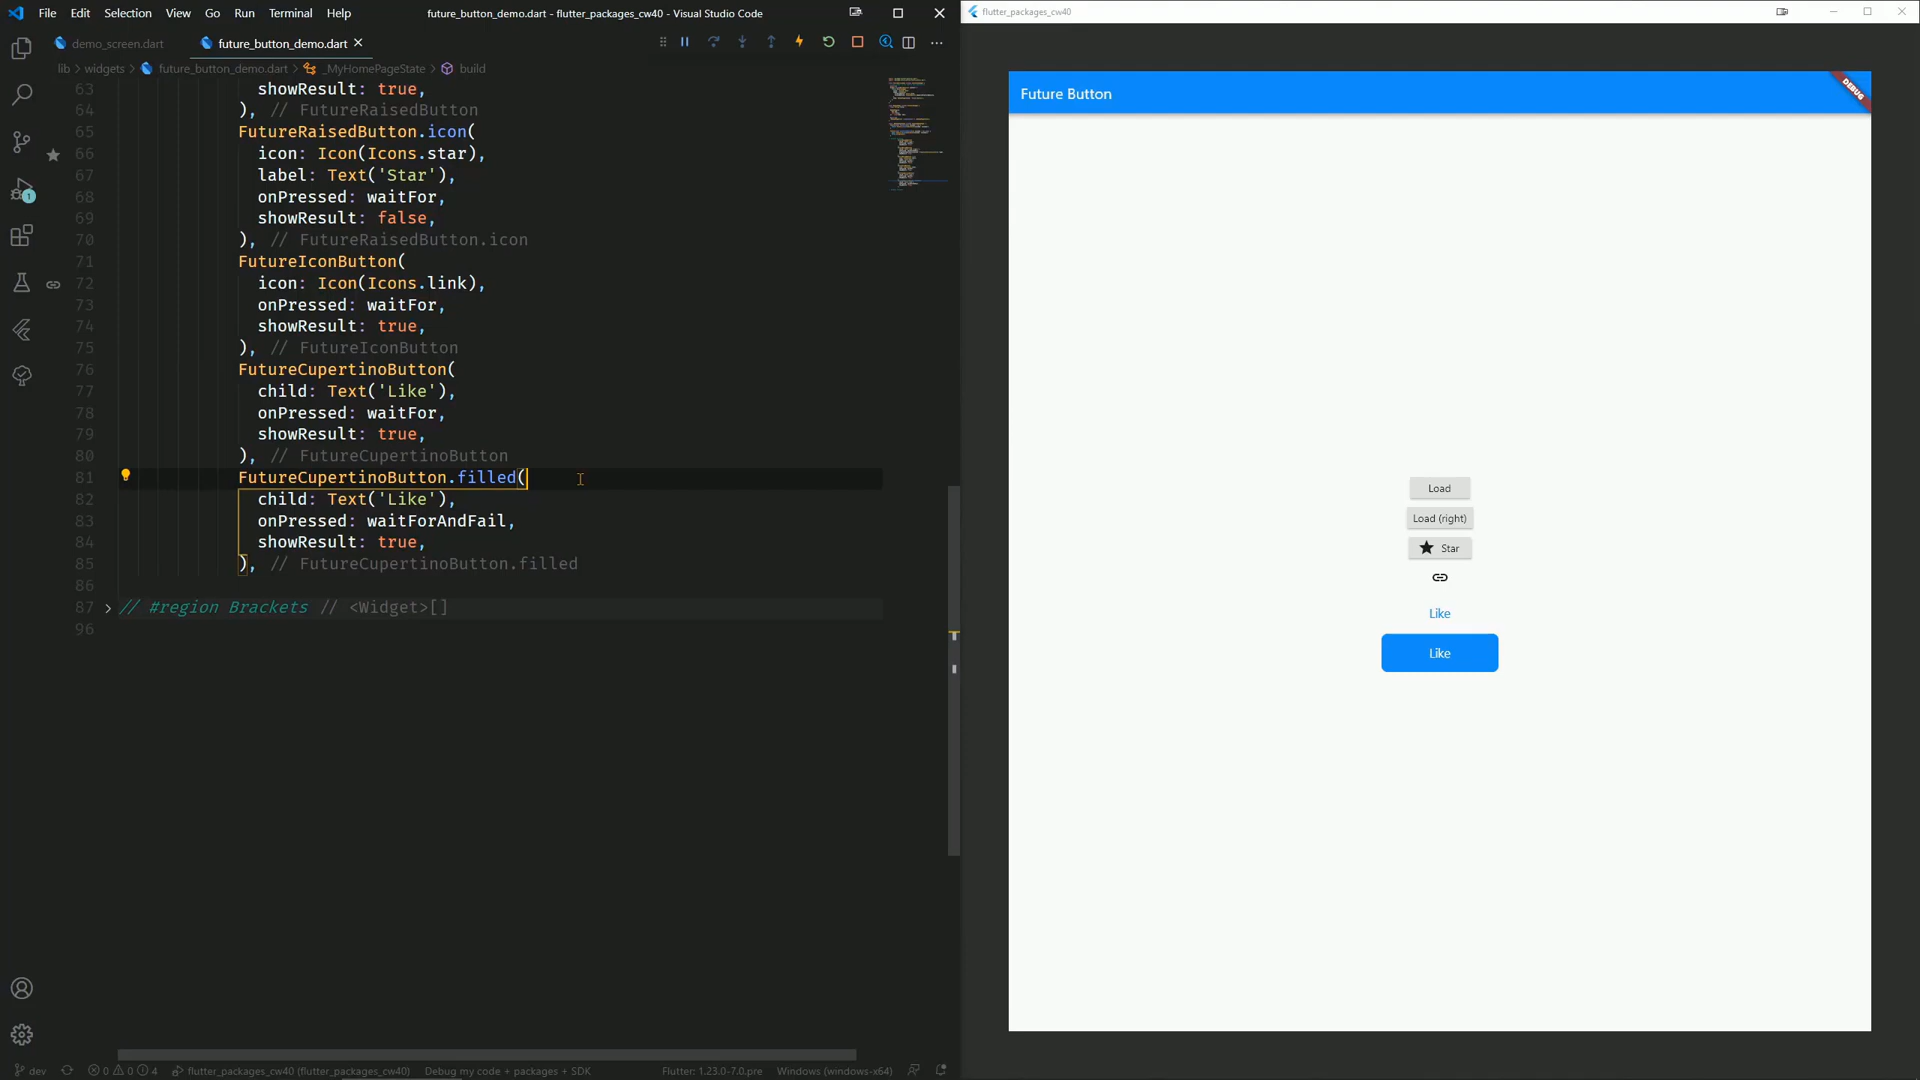 File Edit Selection View Go Run Terminal Help
future_button_demo.dart - flutter_packages_cw40 - Visual Studio Code
demo_screen.dart
future_button_demo.dart
lib > widgets > future_button_demo.dart > _MyHomePageState > build
63 showResult: true,
64 ), // FutureRaisedButton
65 FutureRaisedButton.icon(
66 icon: Icon(Icons.star),
67 label: Text('Star'),
68 onPressed: waitFor,
69 showResult: false,
70 ), // FutureRaisedButton.icon
71 FutureIconButton(
72 icon: Icon(Icons.link),
73 onPressed: waitFor,
74 showResult: true,
75 ), // FutureIconButton
76 FutureCupertinoButton(
77 child: Text('Like'),
78 onPressed: waitFor,
79 showResult: true,
80 ), // FutureCupertinoButton
81 FutureCupertinoButton.filled(
82 child: Text('Like'),
83 onPressed: waitForAndFail,
84 showResult: true,
85 ), // FutureCupertinoButton.filled
86
87 // #region Brackets // <Widget>[]
96
1
dev 0 0 4 flutter_packages_cw40 (flutter_packages_cw40) Debug my code + packages + SDK Flutter: 1.23.0-7.0.pre Windows (windows-x64)
flutter_packages_cw40
Future Button
DEBUG
Load
Load (right)
Star
Like
Like